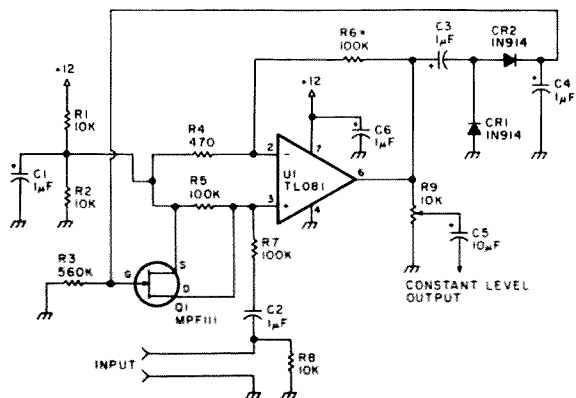 R6*
100K
C3
1µF
+
CR2
1N914
+12
+12
+
C4
1µF
R1
10K
R4
470
+
C6
1µF
CR1
1N914
2
-
7
U1
TL081
6
+
C1
1µF
R2
10K
R5
100K
3
+
4
R9
10K
R7
100K
+
C5
10µF
R3
560K
S
G
D
Q1
MPF111
CONSTANT LEVEL
OUTPUT
C2
1µF
INPUT
R8
10K